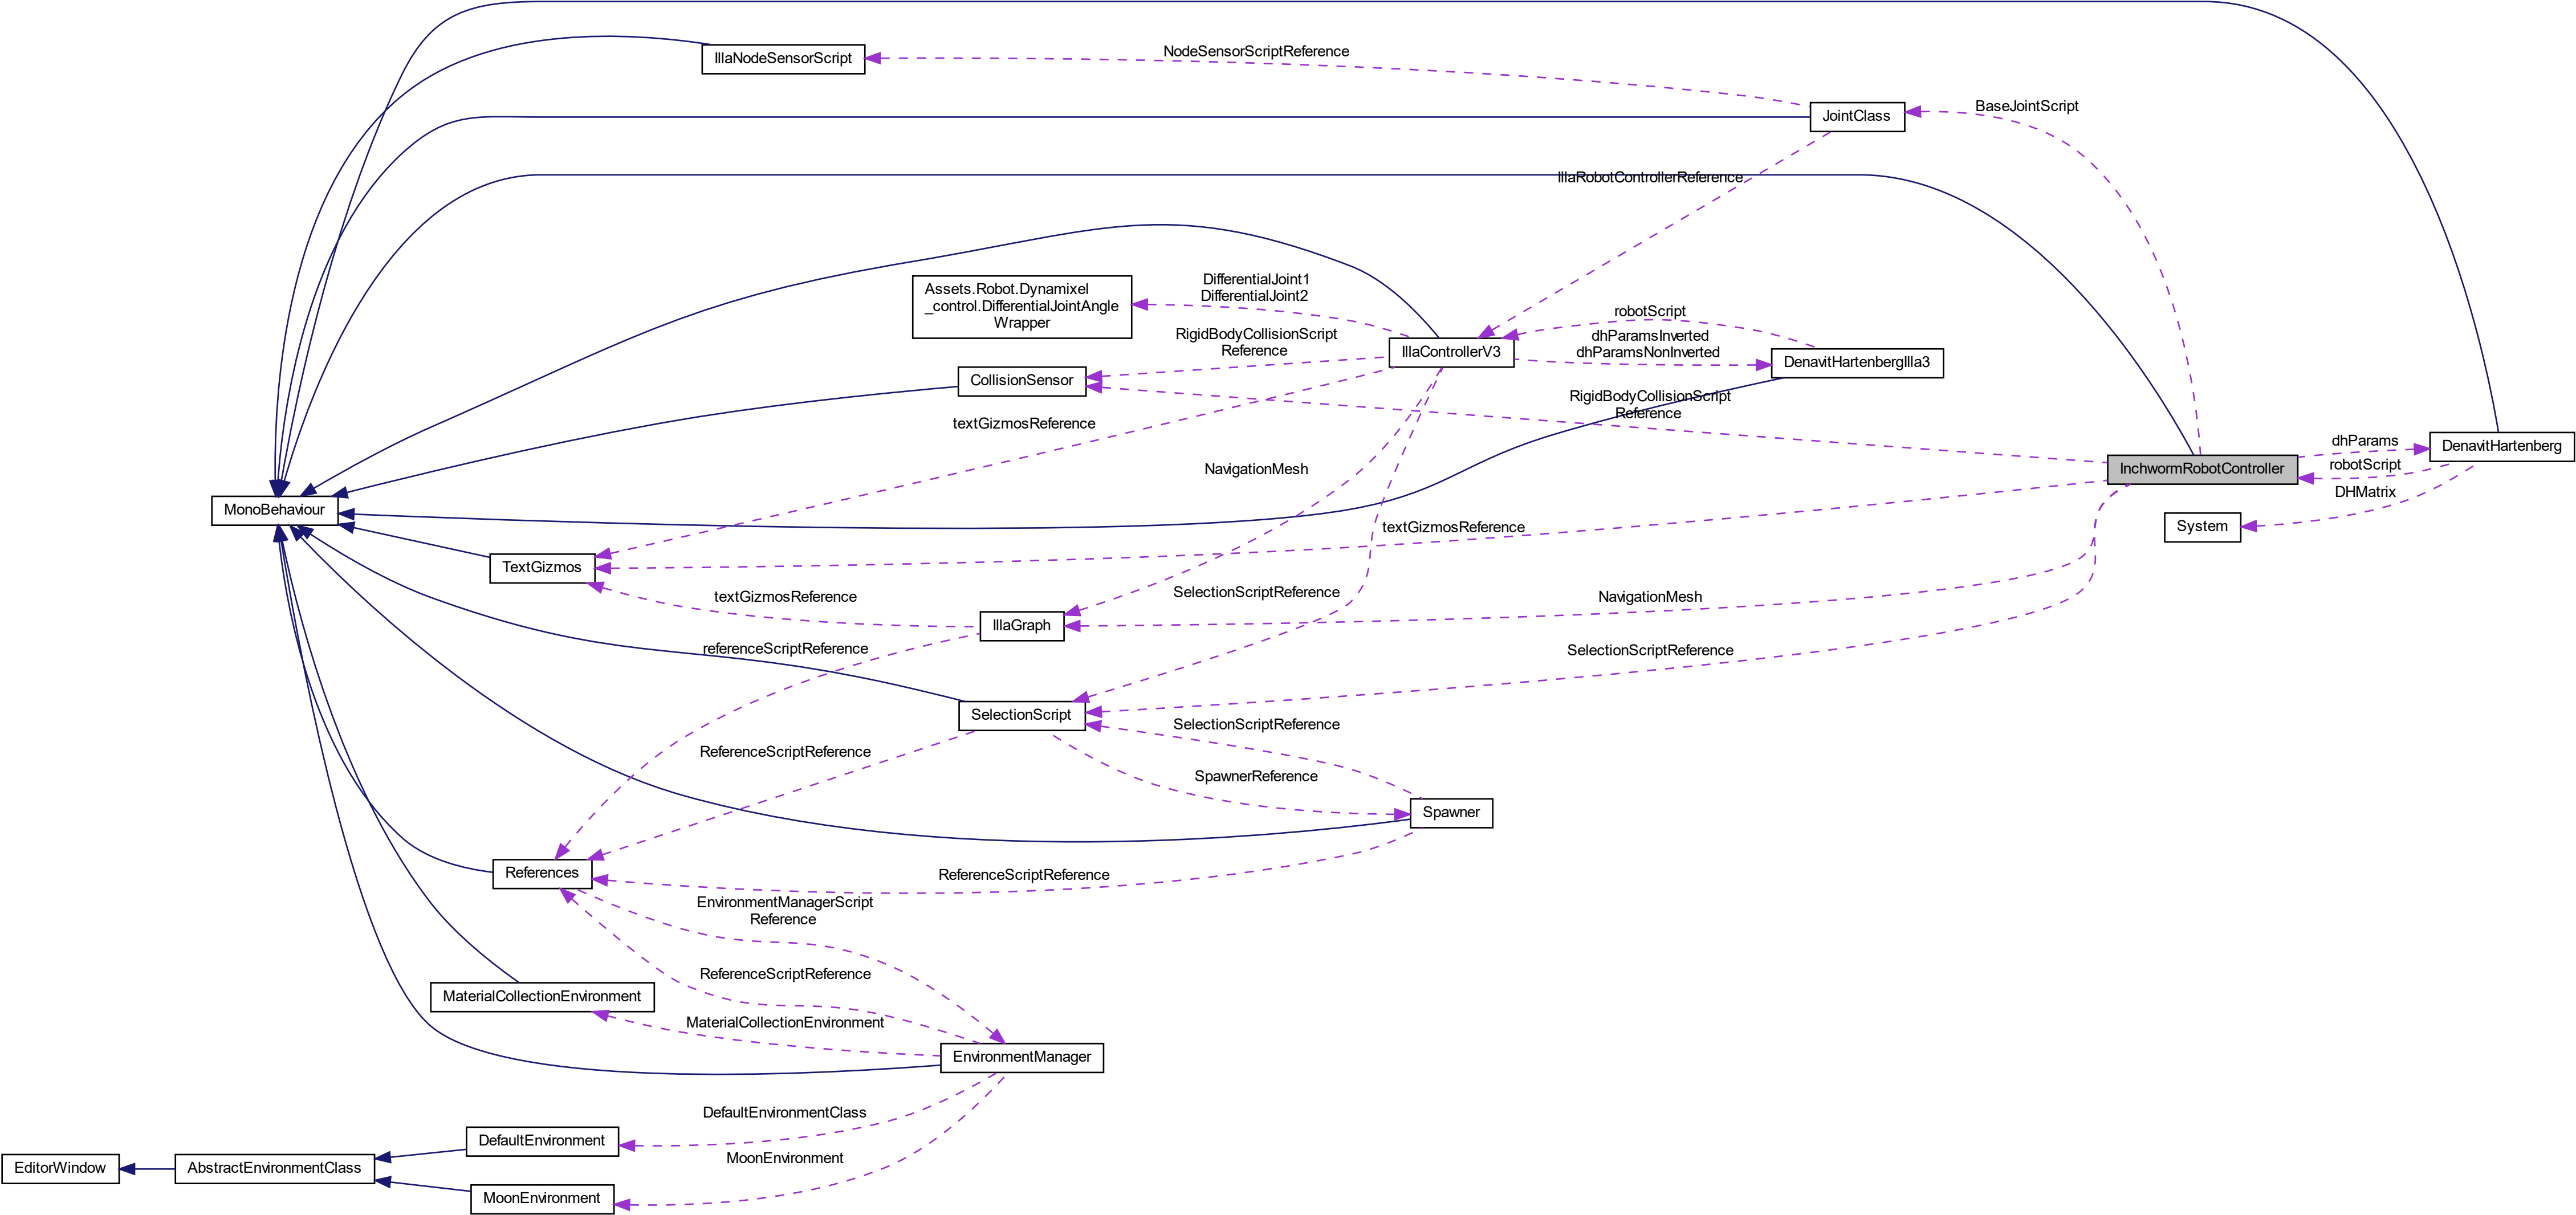 NodeSensorScriptReference
IllaNodeSensorScript
BaseJointScript
JointClass
IllaRobotControllerReference
Assets.Robot.Dynamixel
_control.DifferentialJointAngle
Wrapper
DifferentialJoint1
DifferentialJoint2
robotScript
RigidBodyCollisionScript
Reference
IllaControllerV3
dhParamsInverted
dhParamsNonInverted
DenavitHartenbergIlla3
CollisionSensor
RigidBodyCollisionScript
Reference
textGizmosReference
dhParams
DenavitHartenberg
robotScript
InchwormRobotController
NavigationMesh
DHMatrix
MonoBehaviour
textGizmosReference
System
TextGizmos
textGizmosReference
SelectionScriptReference
NavigationMesh
IllaGraph
referenceScriptReference
SelectionScriptReference
SelectionScript
SelectionScriptReference
ReferenceScriptReference
SpawnerReference
Spawner
References
ReferenceScriptReference
EnvironmentManagerScript
Reference
ReferenceScriptReference
MaterialCollectionEnvironment
MaterialCollectionEnvironment
EnvironmentManager
DefaultEnvironmentClass
DefaultEnvironment
MoonEnvironment
EditorWindow
AbstractEnvironmentClass
MoonEnvironment